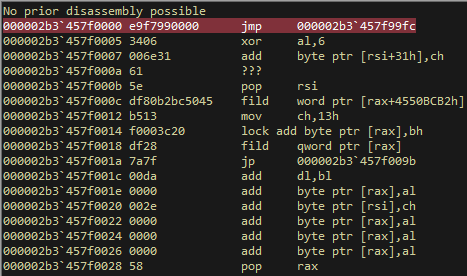 No prior disassembly possible
000002b3`457f0000 e9f7990000 jmp 000002b3`457f99fc
000002b3`457f0005 3406 xor al,6
000002b3`457f0007 006e31 add byte ptr [rsi+31h],ch
000002b3`457f000a 61 ???
000002b3`457f000b 5e pop rsi
000002b3`457f000c df80b2bc5045 fild word ptr [rax+4550BCB2h]
000002b3`457f0012 b513 mov ch,13h
000002b3`457f0014 f0003c20 lock add byte ptr [rax],bh
000002b3`457f0018 df28 fild qword ptr [rax]
000002b3`457f001a 7a7f jp 000002b3`457f009b
000002b3`457f001c 00da add dl,bl
000002b3`457f001e 0000 add byte ptr [rax],al
000002b3`457f0020 002e add byte ptr [rsi],ch
000002b3`457f0022 0000 add byte ptr [rax],al
000002b3`457f0024 0000 add byte ptr [rax],al
000002b3`457f0026 0000 add byte ptr [rax],al
000002b3`457f0028 58 pop rax